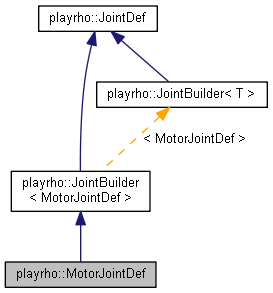 playrho::JointDef
playrho::JointBuilder< T >
< MotorJointDef >
playrho::JointBuilder
< MotorJointDef >
playrho::MotorJointDef